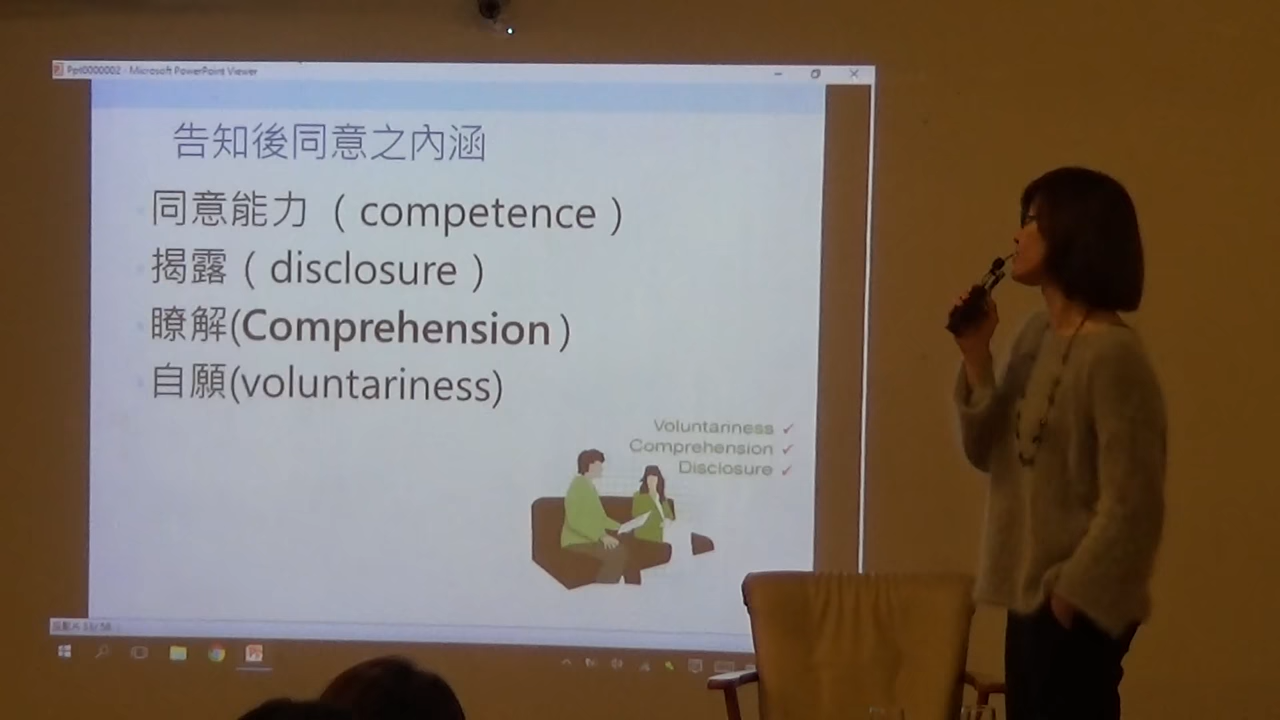 Ppt0000002 - Microsoft PowerPoint Viewer
告知後同意之內涵
同意能力（competence）
揭露（disclosure）
瞭解(Comprehension）
自願(voluntariness)
Voluntariness ✓
Comprehension ✓
Disclosure ✓